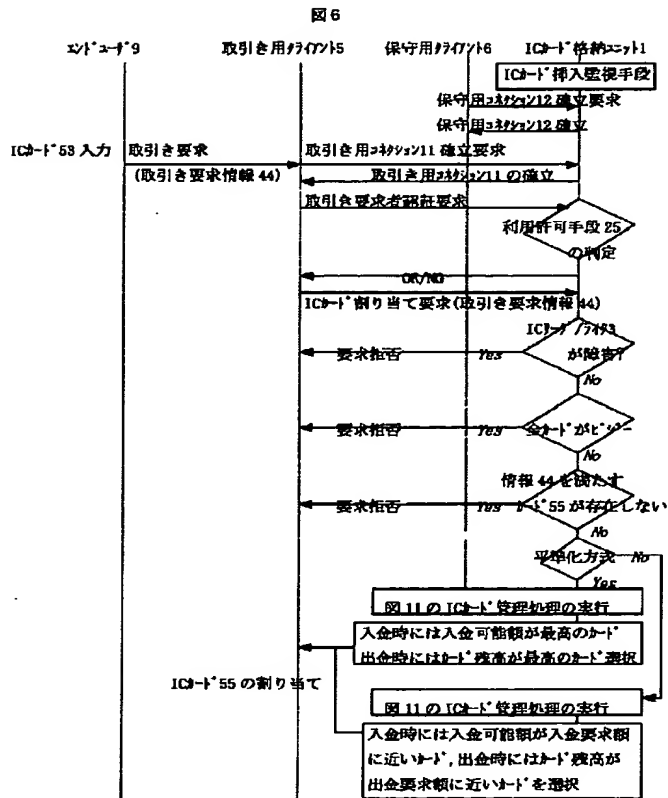 図6
エンドユーザ9
取引き用クライアント5
保守用クライアント6
ICカード格納ユニット1
ICカード挿入監視手段
保守用コネクション12確立要求
保守用コネクション12確立
ICカード53入力
取引き要求
取引き用コネクション11確立要求
(取引き要求情報44)
取引き用コネクション11の確立
取引き要求者認証要求
利用許可手段25
の判定
OK/NG
ICカード割り当て要求(取引き要求情報44)
ICリーダ/ライタ3
が障害?
要求拒否
Yes
No
全カードがビジー
要求拒否
Yes
No
情報44を満たす
カード55が存在しない
要求拒否
Yes
No
平準化方式
No
Yes
図11のICカード管理処理の実行
入金時には入金可能額が最高のカード
出金時にはカード残高が最高のカード選択
ICカード55の割り当て
図11のICカード管理処理の実行
入金時には入金可能額が入金要求額
に近いカード,出金時にはカード残高が
出金要求額に近いカードを選択